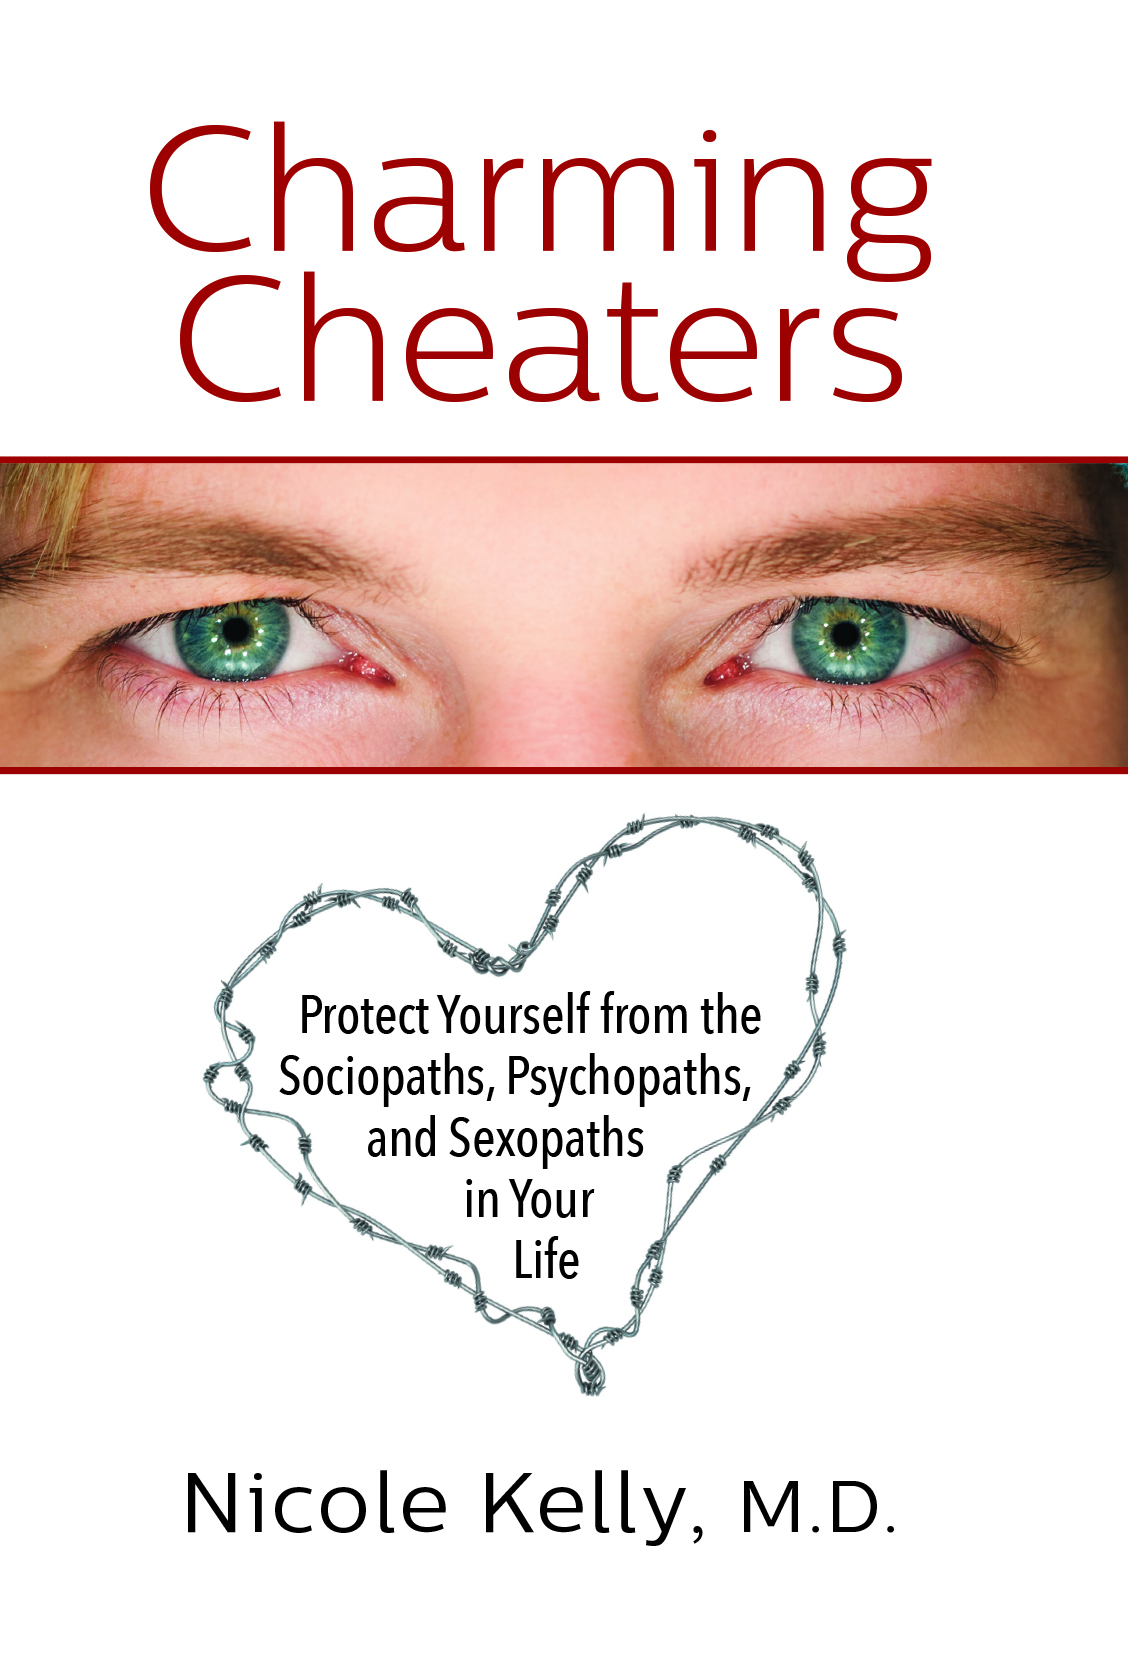 Charming
Cheaters
Protect Yourself from the
Sociopaths, Psychopaths,
and Sexopaths
in Your
Life
Nicole Kelly, M.D.